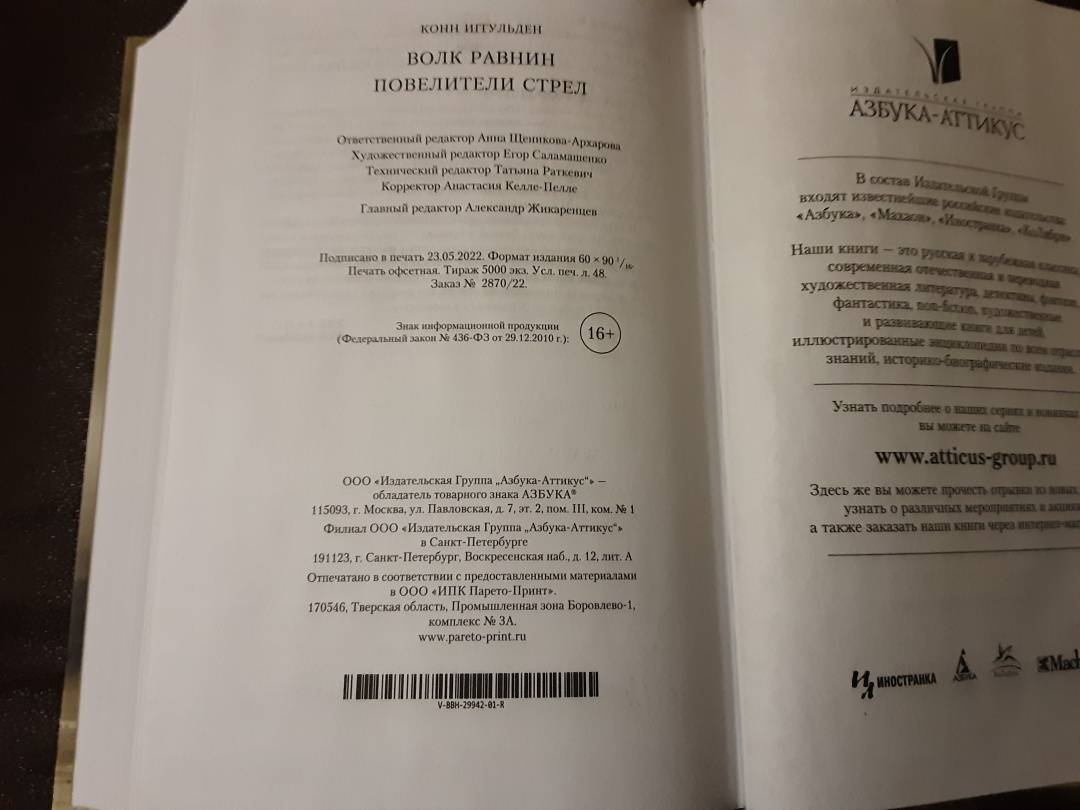 КОНН ИГГУЛЬДЕН
ВОЛК РАВНИН
ПОВЕЛИТЕЛИ СТРЕЛ
Ответственный редактор Анна Щеникова-Архарова
Художественный редактор Егор Саламашенко
Технический редактор Татьяна Раткевич
Корректор Анастасия Келле-Пелле
Главный редактор Александр Жикаренцев
Подписано в печать 23.05.2022. Формат издания 60 × 90 1/16.
Печать офсетная. Тираж 5000 экз. Усл. печ. л. 48.
Заказ № 2870/22.
Знак информационной продукции
(Федеральный закон № 436-ФЗ от 29.12.2010 г.):
16+
ООО «Издательская Группа „Азбука-Аттикус“» —
обладатель товарного знака АЗБУКА®
115093, г. Москва, ул. Павловская, д. 7, эт. 2, пом. III, ком. № 1
Филиал ООО «Издательская Группа „Азбука-Аттикус“»
в Санкт-Петербурге
191123, г. Санкт-Петербург, Воскресенская наб., д. 12, лит. А
Отпечатано в соответствии с предоставленными материалами
в ООО «ИПК Парето-Принт».
170546, Тверская область, Промышленная зона Боровлево-1,
комплекс № 3А.
www.pareto-print.ru
V-BBH-29942-01-R
ИЗДАТЕЛЬСКАЯ ГРУППА
АЗБУКА-АТТИКУС
В состав Издательской Группы
входят известнейшие российские издательства
«Азбука», «Махаон», «Иностранка», «КоЛибри»
Наши книги — это русская и зарубежная классика,
современная отечественная и переводная
художественная литература, детективы, фэнтези,
фантастика, non-fiction, художественные
и развивающие книги для детей,
иллюстрированные энциклопедии по всем
знаний, историко-биографические издания.
Узнать подробнее о наших сериях и новинках
вы можете на сайте
www.atticus-group.ru
Здесь же вы можете прочесть отрывки из новых
узнать о различных мероприятиях и
а также заказать наши книги через
ИЛ ИНОСТРАНКА
АЗБУКА